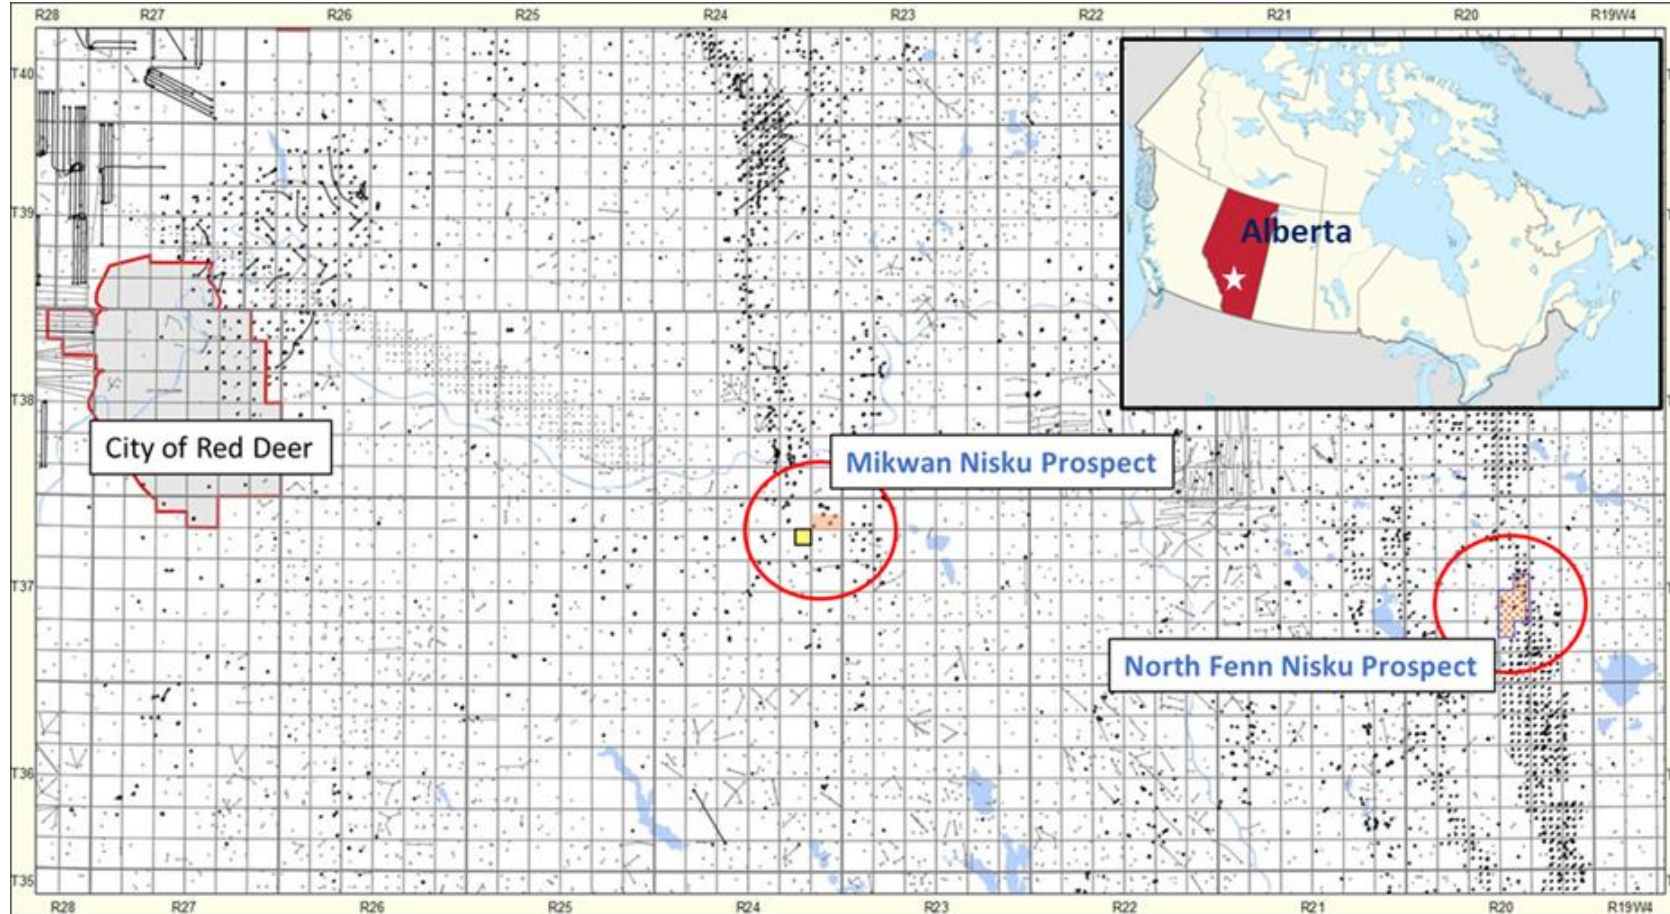 R28 R27 R26 R25 R24 R23 R22 R21 R20 R19W4
T40
Alberta
T39
T38
City of Red Deer
Mikwan Nisku Prospect
T37
North Fenn Nisku Prospect
T36
T35
R28 R27 R26 R25 R24 R23 R22 R21 R20 R19W4